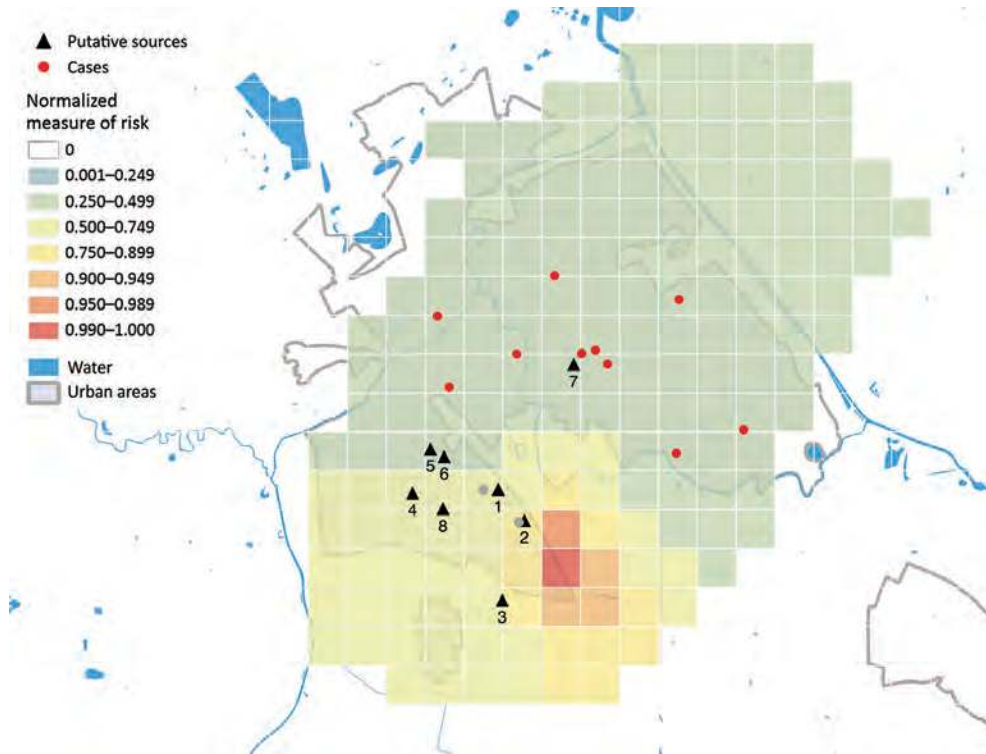 Putative sources
Cases
Normalized
measure of risk
0
0.001–0.249
0.250–0.499
0.500–0.749
0.750–0.899
0.900–0.949
0.950–0.989
0.990–1.000
Water
Urban areas
7
5
6
4
1
8
2
3